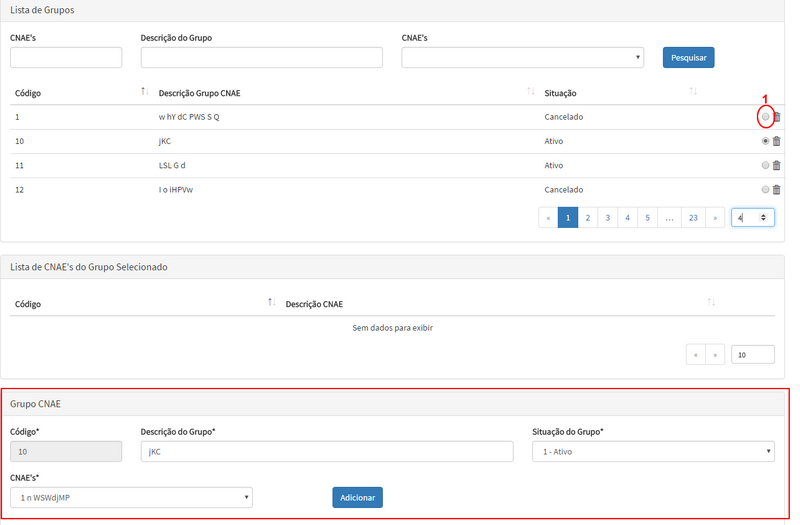 Lista de Grupos
CNAE's Descrição do Grupo CNAE's
Pesquisar
Código Descrição Grupo CNAE Situação
1
1 w hY dC PWS S Q Cancelado
10 jKC Ativo
11 LSL G d Ativo
12 I o iHPVw Cancelado
« 1 2 3 4 5 ... 23 » 4
Lista de CNAE's do Grupo Selecionado
Código Descrição CNAE
Sem dados para exibir
« » 10
Grupo CNAE
Código* Descrição do Grupo* Situação do Grupo*
10 jKC 1 - Ativo
CNAE's*
1 n WSWdjMP Adicionar